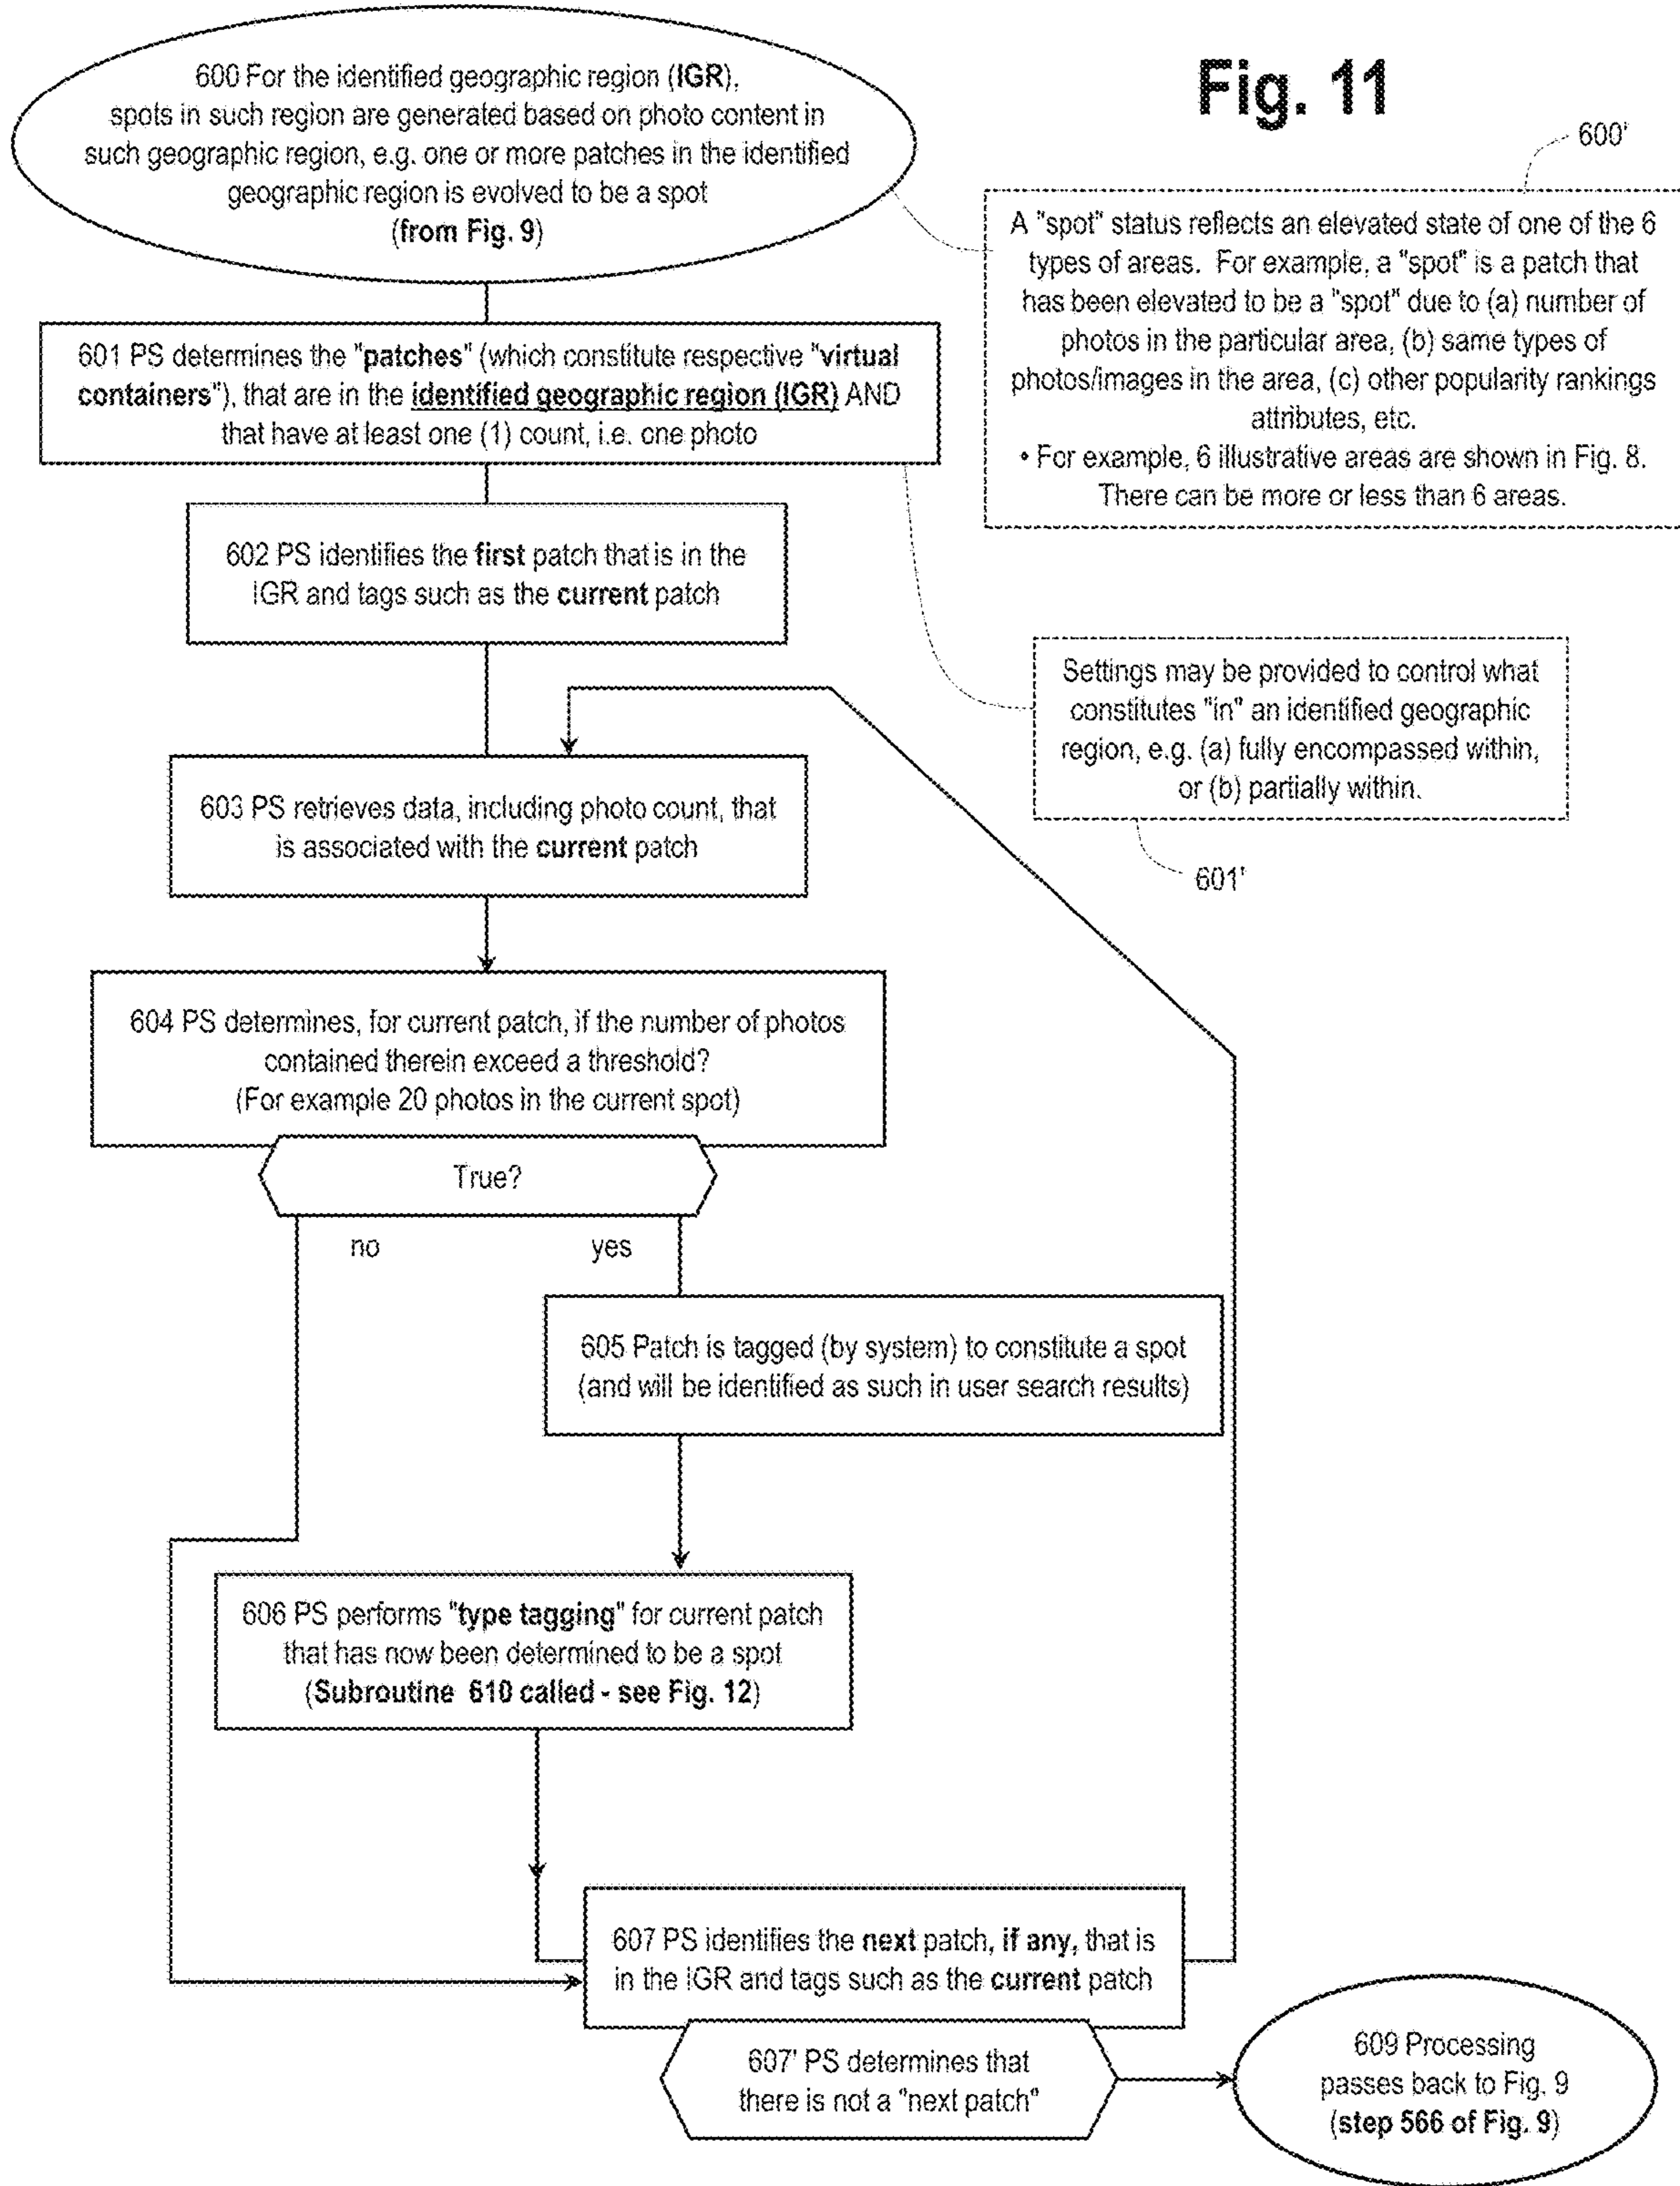 Fig. 11
600 For the identified geographic region (IGR),
spots in such region are generated based on photo content in
such geographic region, e.g. one or more patches in the identified
geographic region is evolved to be a spot
(from Fig. 9)
600'
A "spot" status reflects an elevated state of one of the 6
types of areas. For example, a "spot" is a patch that
has been elevated to be a "spot" due to (a) number of
photos in the particular area, (b) same types of
photos/images in the area, (c) other popularity rankings
attributes, etc.
• For example, 6 illustrative areas are shown in Fig. 8.
There can be more or less than 6 areas.
601 PS determines the "patches" (which constitute respective "virtual
containers"), that are in the identified geographic region (IGR) AND
that have at least one (1) count, i.e. one photo
602 PS identifies the first patch that is in the
IGR and tags such as the current patch
Settings may be provided to control what
constitutes "in" an identified geographic
region, e.g. (a) fully encompassed within,
or (b) partially within.
601'
603 PS retrieves data, including photo count, that
is associated with the current patch
604 PS determines, for current patch, if the number of photos
contained therein exceed a threshold?
(For example 20 photos in the current spot)
True?
no
yes
605 Patch is tagged (by system) to constitute a spot
(and will be identified as such in user search results)
606 PS performs "type tagging" for current patch
that has now been determined to be a spot
(Subroutine 610 called - see Fig. 12)
607 PS identifies the next patch, if any, that is
in the IGR and tags such as the current patch
607' PS determines that
there is not a "next patch"
609 Processing
passes back to Fig. 9
(step 566 of Fig. 9)